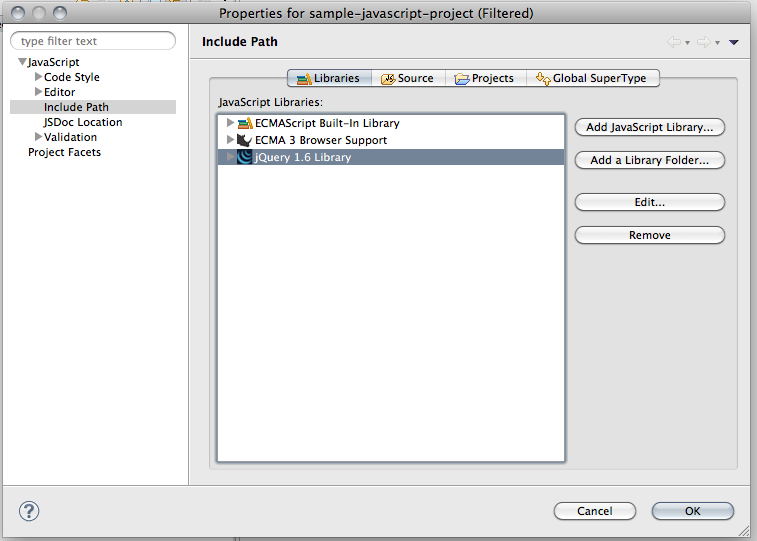 Properties for sample-javascript-project (Filtered)
type filter text
Include Path
JavaScript
Code Style
Editor
Include Path
JSDoc Location
Validation
Project Facets
Libraries
Source
Projects
Global SuperType
JavaScript Libraries:
ECMAScript Built-In Library
ECMA 3 Browser Support
jQuery 1.6 Library
Add JavaScript Library...
Add a Library Folder...
Edit...
Remove
?
Cancel
OK